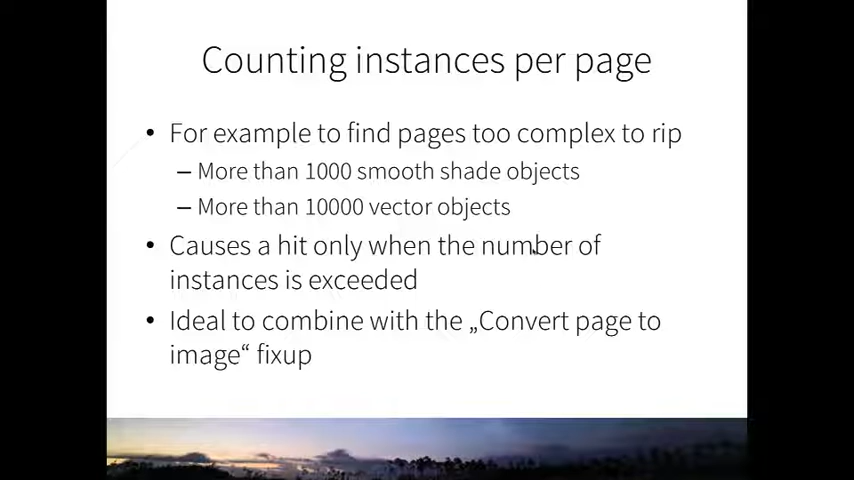 Counting instances per page
• For example to find pages too complex to rip
– More than 1000 smooth shade objects
– More than 10000 vector objects
• Causes a hit only when the number of
instances is exceeded
• Ideal to combine with the „Convert page to
image“ fixup